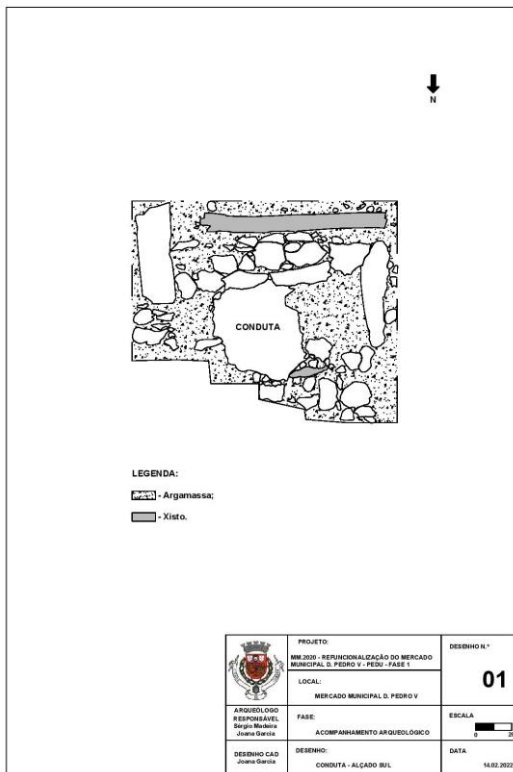 N
CONDUTA
LEGENDA:
- Argamassa;
- Xisto.
PROJETO:
MM.2020 - REFUNCIONALIZAÇÃO DO MERCADO
MUNICIPAL D. PEDRO V - PEDU - FASE 1
DESENHO N.º
01
LOCAL:
MERCADO MUNICIPAL D. PEDRO V
ARQUEÓLOGO
RESPONSÁVEL
Sérgio Madeira
Joana Garcia
FASE:
ACOMPANHAMENTO ARQUEOLÓGICO
ESCALA
0
DESENHO CAD
Joana Garcia
DESENHO:
CONDUTA - ALÇADO SUL
DATA
14.02.2022